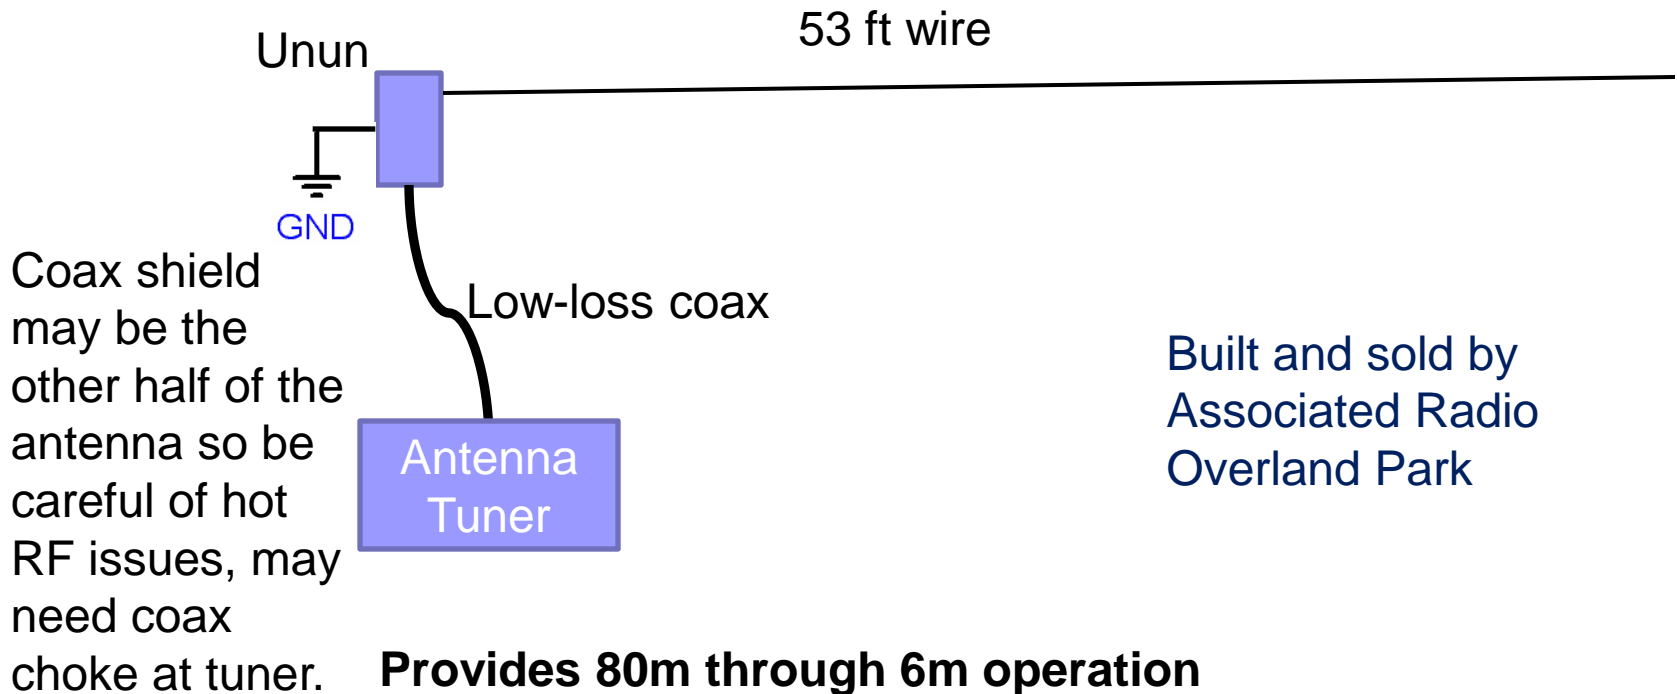 53 ft wire
Unun
GND
Coax shield
may be the
other half of the
antenna so be
careful of hot
RF issues, may
need coax
choke at tuner.
Low-loss coax
Antenna
Tuner
Built and sold by
Associated Radio
Overland Park
Provides 80m through 6m operation